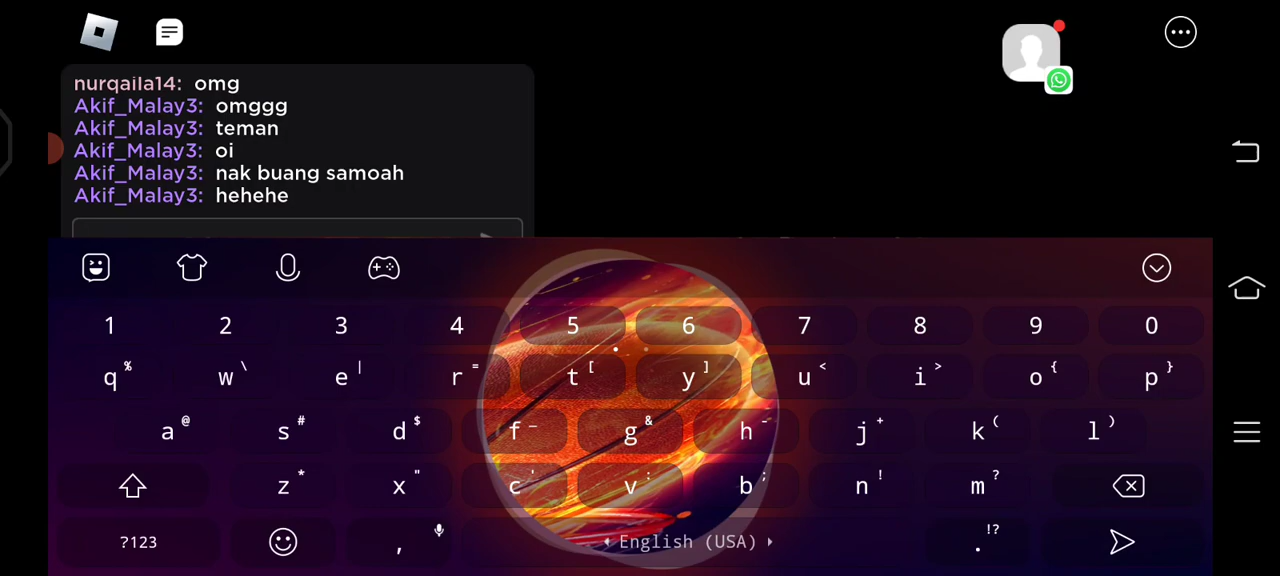 nurqaila14: omg
Akif_Malay3: omggg
Akif_Malay3: teman
Akif_Malay3: oi
Akif_Malay3: nak buang samoah
Akif_Malay3: hehehe
1 2 3 4 5 6 7 8 9 0
q % w \ e | r = t [ y ] u < i > o { p }
a @ s # d $ f _ g & h - j + k ( l )
z * x " c ' v : b ; n ! m ?
?123 , English (USA) . !?